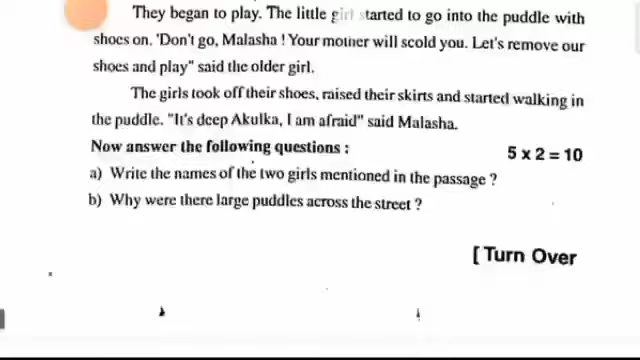 They began to play. The little girl started to go into the puddle with
shoes on. 'Don't go, Malasha ! Your mother will scold you. Let's remove our
shoes and play" said the older girl.
The girls took off their shoes, raised their skirts and started walking in
the puddle. "It's deep Akulka, I am afraid" said Malasha.
Now answer the following questions :
5 x 2 = 10
a) Write the names of the two girls mentioned in the passage ?
b) Why were there large puddles across the street ?
[ Turn Over